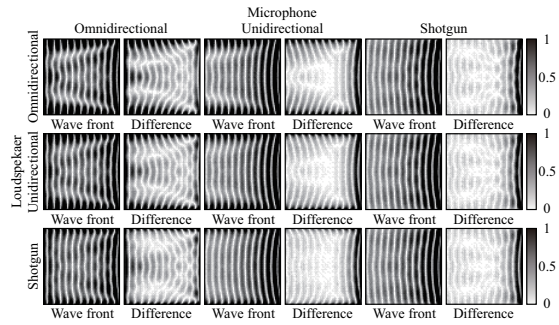 Microphone
Omnidirectional Unidirectional Shotgun
Loudspekaer
Omnidirectional
1
0.5
0
Wave front Difference Wave front Difference Wave front Difference
Unidirectional
1
0.5
0
Wave front Difference Wave front Difference Wave front Difference
Shotgun
1
0.5
0
Wave front Difference Wave front Difference Wave front Difference